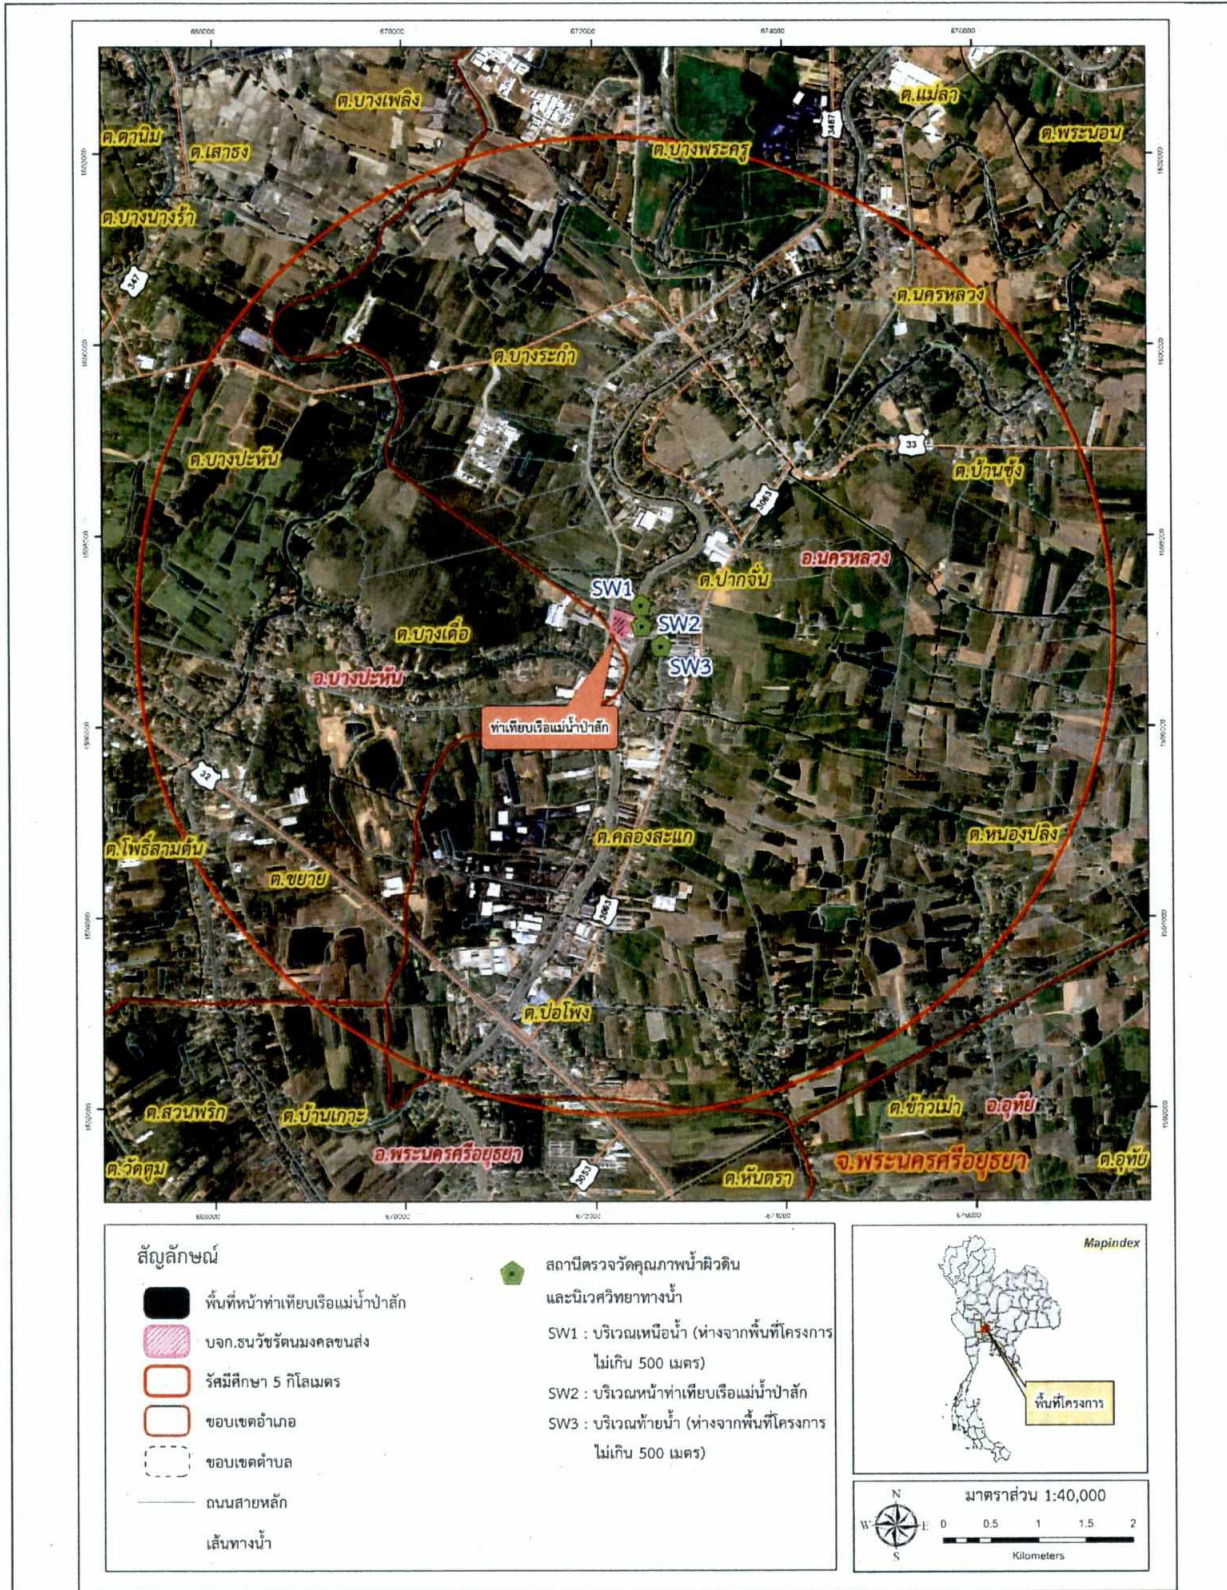 668000 670000 672000 674000 676000
ต.บางเพลิง
ต.แม่ลา
ต.ตานิม
ต.เสาธง
3467
ต.พระนอน
ต.บางพระครู
ต.บางนางร้า
347
ต.นครหลวง
ต.บางระกำ
ต.บางปะหัน
33
ต.บ้านชุ้ง
3063
อ.นครหลวง
ต.ปากจั่น
SW1
SW2
ต.บางเดื่อ
SW3
อ.บางปะหัน
ท่าเทียบเรือแม่น้ำป่าสัก
32
ต.คลองสะแก
ต.หนองปลิง
ต.โพธิ์สามต้น
ต.ขยาย
3063
ต.บ่อโพง
ต.สวนพริก
ต.บ้านเกาะ
ต.ข้าวเม่า
อ.อุทัย
อ.พระนครศรีอยุธยา
จ.พระนครศรีอยุธยา
ต.อุทัย
ต.วัดตูม
3053
ต.หันตรา
668000 670000 672000 674000 676000
สัญลักษณ์
พื้นที่หน้าท่าเทียบเรือแม่น้ำป่าสัก
บจก.ธนวัชรัตนมงคลขนส่ง
รัศมีศึกษา 5 กิโลเมตร
ขอบเขตอำเภอ
ขอบเขตตำบล
ถนนสายหลัก
เส้นทางน้ำ
สถานีตรวจวัดคุณภาพน้ำผิวดิน
และนิเวศวิทยาทางน้ำ
SW1 : บริเวณเหนือน้ำ (ห่างจากพื้นที่โครงการ
ไม่เกิน 500 เมตร)
SW2 : บริเวณหน้าท่าเทียบเรือแม่น้ำป่าสัก
SW3 : บริเวณท้ายน้ำ (ห่างจากพื้นที่โครงการ
ไม่เกิน 500 เมตร)
Mapindex
พื้นที่โครงการ
มาตราส่วน 1:40,000
N
W E
S
0 0.5 1 1.5 2
Kilometers